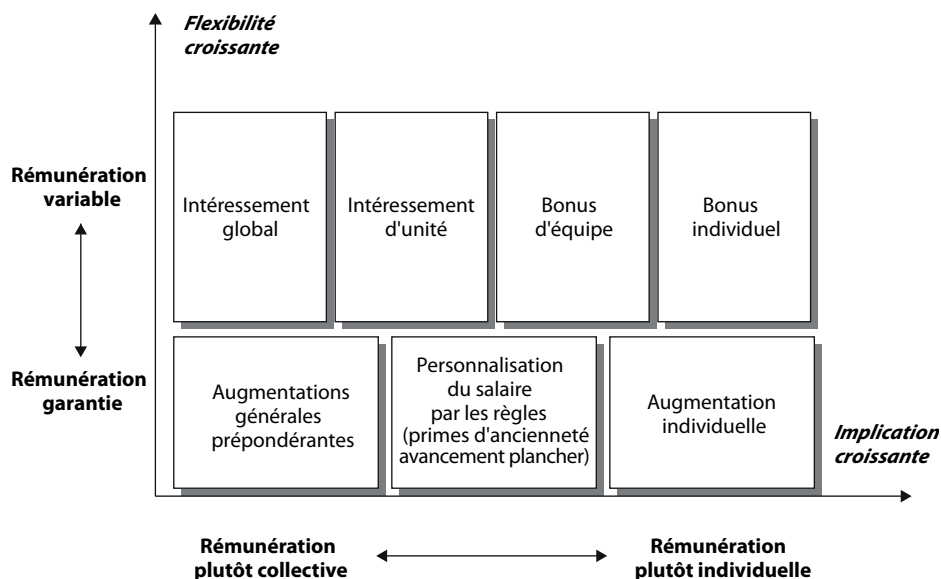 Flexibilité
croissante
Rémunération
variable
Intéressement
global
Intéressement
d'unité
Bonus
d'équipe
Bonus
individuel
Rémunération
garantie
Augmentations
générales
prépondérantes
Personnalisation
du salaire
par les règles
(primes d'ancienneté
avancement plancher)
Augmentation
individuelle
Implication
croissante
Rémunération
plutôt collective
Rémunération
plutôt individuelle